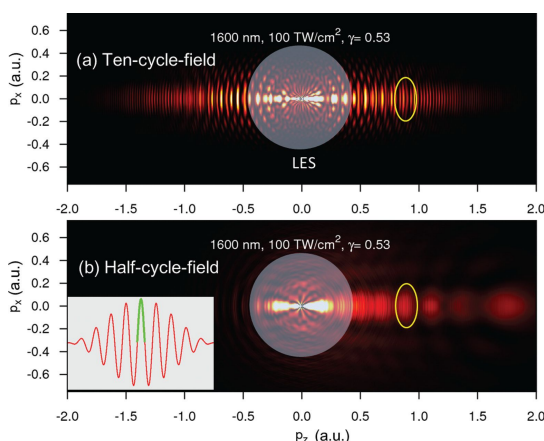 1600 nm, 100 TW/cm², γ= 0.53
(a) Ten-cycle-field
LES
pₓ (a.u.)
0.6
0.4
0.2
0.0
-0.2
-0.4
-0.6
-2.0 -1.5 -1.0 -0.5 0.0 0.5 1.0 1.5 2.0
1600 nm, 100 TW/cm², γ= 0.53
(b) Half-cycle-field
pₓ (a.u.)
0.6
0.4
0.2
0.0
-0.2
-0.4
-0.6
-2.0 -1.5 -1.0 -0.5 0.0 0.5 1.0 1.5 2.0
p_z (a.u.)